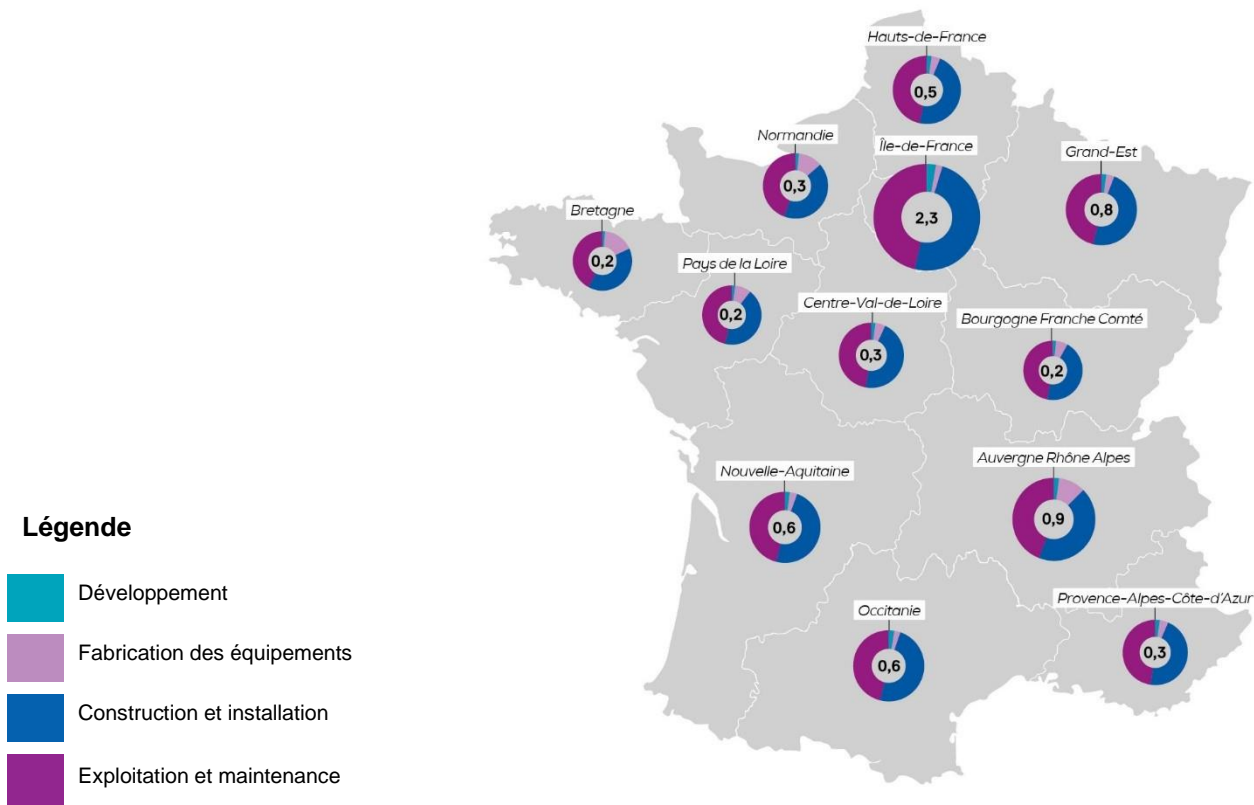 Hauts-de-France
0,5
Normandie
0,3
Île-de-France
2,3
Grand-Est
0,8
Bretagne
0,2
Pays de la Loire
0,2
Centre-Val-de-Loire
0,3
Bourgogne Franche Comté
0,2
Nouvelle-Aquitaine
0,6
Auvergne Rhône Alpes
0,9
Occitanie
0,6
Provence-Alpes-Côte-d'Azur
0,3
Légende
Développement
Fabrication des équipements
Construction et installation
Exploitation et maintenance